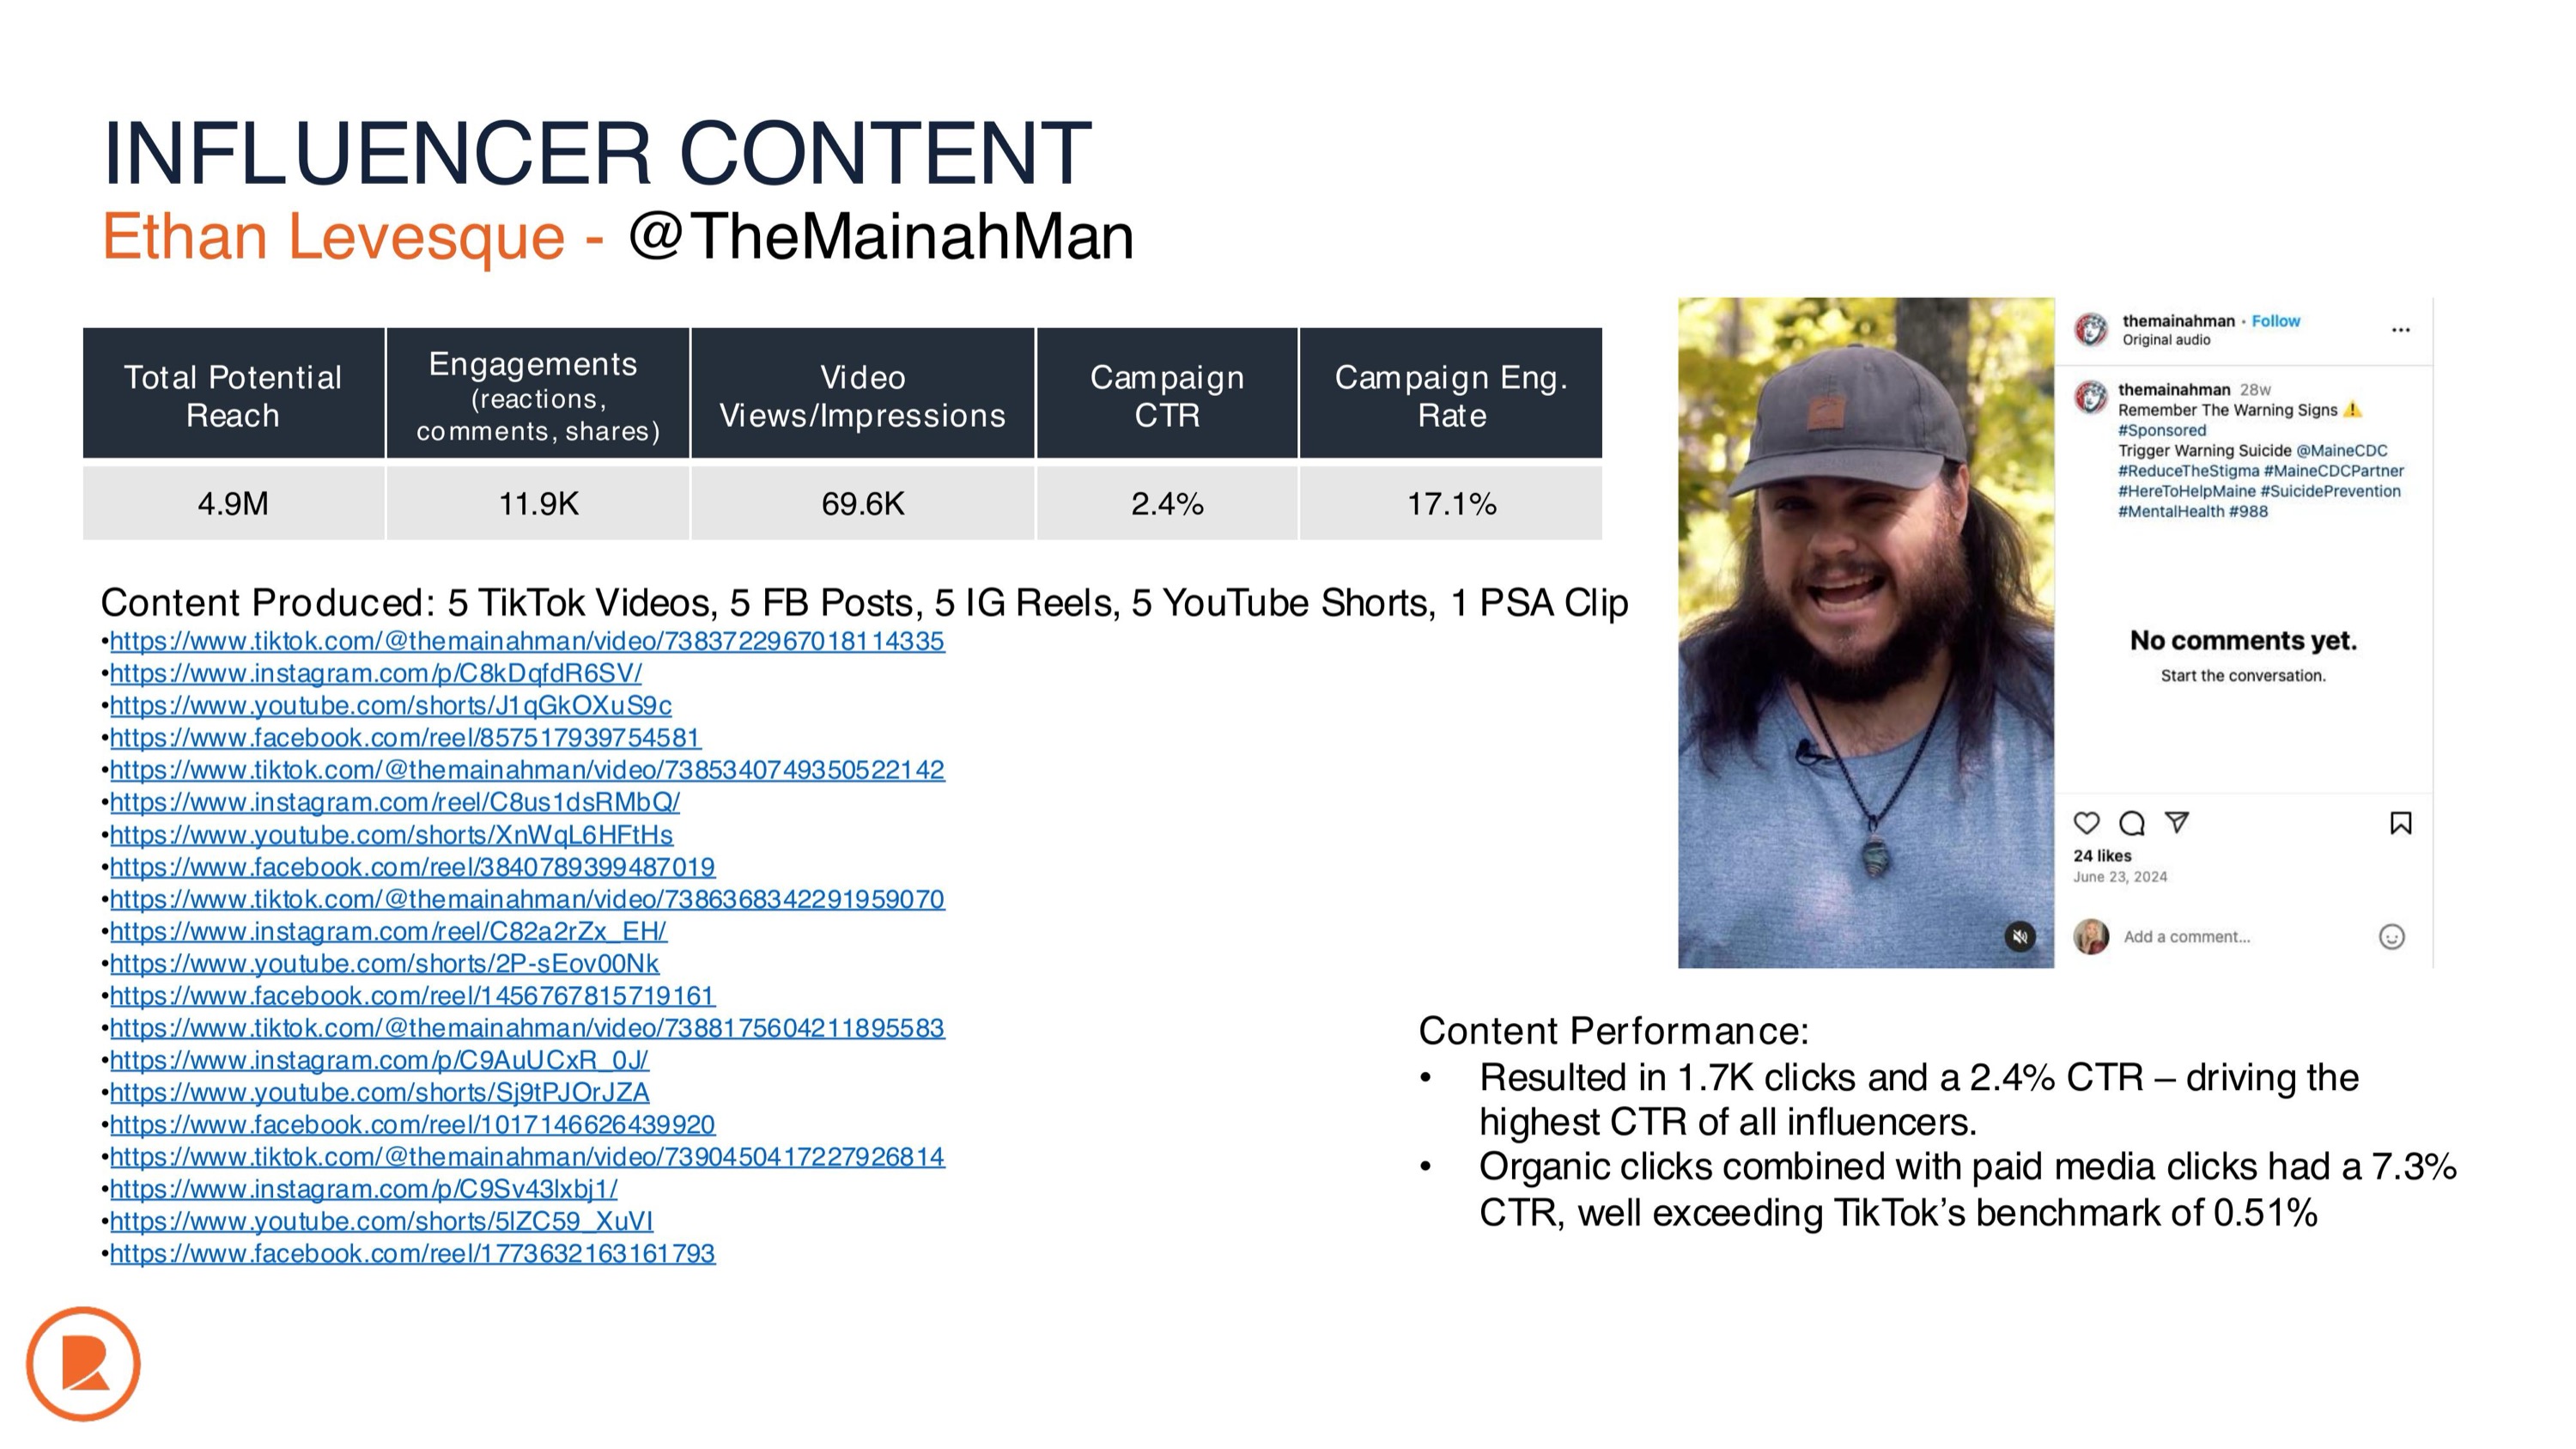 INFLUENCER CONTENT
Ethan Levesque - @TheMainahMan
Total Potential
Reach
Engagements
(reactions,
comments, shares)
Video
Views/Impressions
Campaign
CTR
Campaign Eng.
Rate
4.9M
11.9K
69.6K
2.4%
17.1%
Content Produced: 5 TikTok Videos, 5 FB Posts, 5 IG Reels, 5 YouTube Shorts, 1 PSA Clip
•https://www.tiktok.com/@themainahman/video/7383722967018114335
•https://www.instagram.com/p/C8kDqfdR6SV/
•https://www.youtube.com/shorts/J1qGkOXuS9c
•https://www.facebook.com/reel/857517939754581
•https://www.tiktok.com/@themainahman/video/7385340749350522142
•https://www.instagram.com/reel/C8us1dsRMbQ/
•https://www.youtube.com/shorts/XnWqL6HFtHs
•https://www.facebook.com/reel/3840789399487019
•https://www.tiktok.com/@themainahman/video/7386368342291959070
•https://www.instagram.com/reel/C82a2rZx_EH/
•https://www.youtube.com/shorts/2P-sEov00Nk
•https://www.facebook.com/reel/1456767815719161
•https://www.tiktok.com/@themainahman/video/7388175604211895583
•https://www.instagram.com/p/C9AuUCxR_0J/
•https://www.youtube.com/shorts/Sj9tPJOrJZA
•https://www.facebook.com/reel/1017146626439920
•https://www.tiktok.com/@themainahman/video/7390450417227926814
•https://www.instagram.com/p/C9Sv43lxbj1/
•https://www.youtube.com/shorts/5lZC59_XuVI
•https://www.facebook.com/reel/1773632163161793
themainahman • Follow
Original audio
themainahman 28w
Remember The Warning Signs ⚠️
#Sponsored
Trigger Warning Suicide @MaineCDC
#ReduceTheStigma #MaineCDCPartner
#HereToHelpMaine #SuicidePrevention
#MentalHealth #988
No comments yet.
Start the conversation.
24 likes
June 23, 2024
Add a comment...
Content Performance:
• Resulted in 1.7K clicks and a 2.4% CTR – driving the
highest CTR of all influencers.
• Organic clicks combined with paid media clicks had a 7.3%
CTR, well exceeding TikTok’s benchmark of 0.51%
R